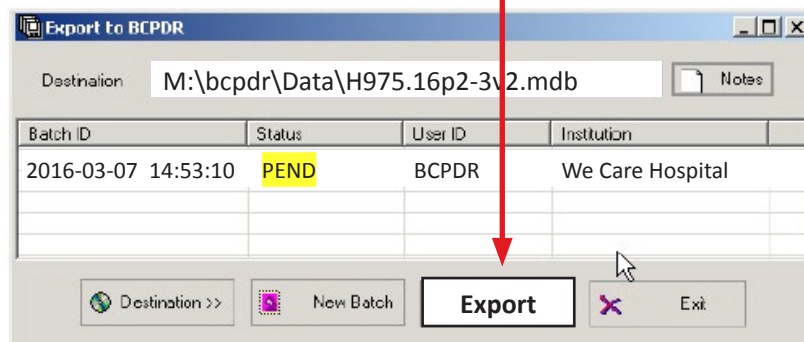 Export to BCPDR
Destination M:\bcpdr\Data\H975.16p2-3v2.mdb Notes
Batch ID Status User ID Institution
2016-03-07 14:53:10 PEND BCPDR We Care Hospital
Destination >> New Batch Export Exit